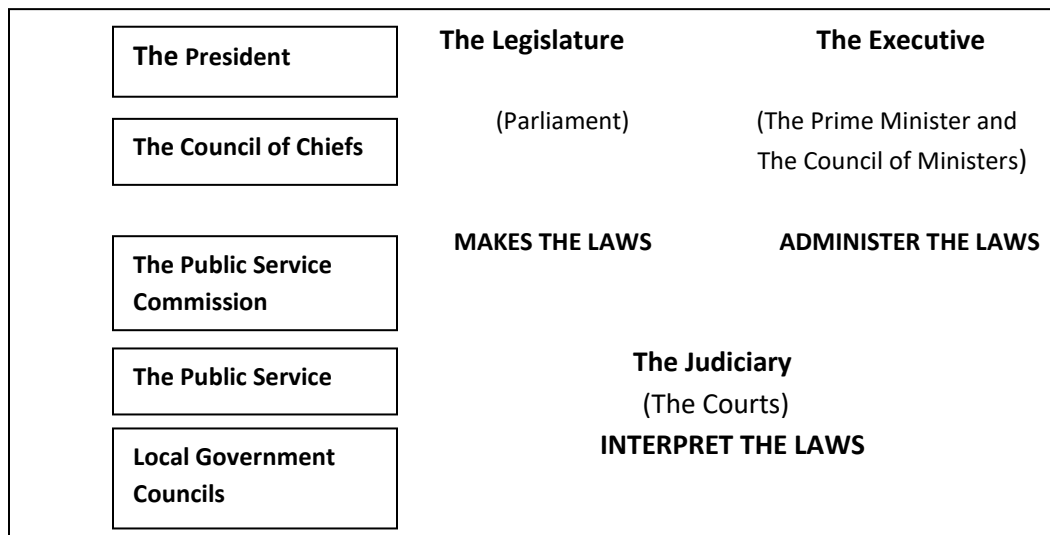 The President
The Council of Chiefs
The Public Service
Commission
The Public Service
Local Government
Councils
The Legislature
(Parliament)
MAKES THE LAWS
The Executive
(The Prime Minister and
The Council of Ministers)
ADMINISTER THE LAWS
The Judiciary
(The Courts)
INTERPRET THE LAWS